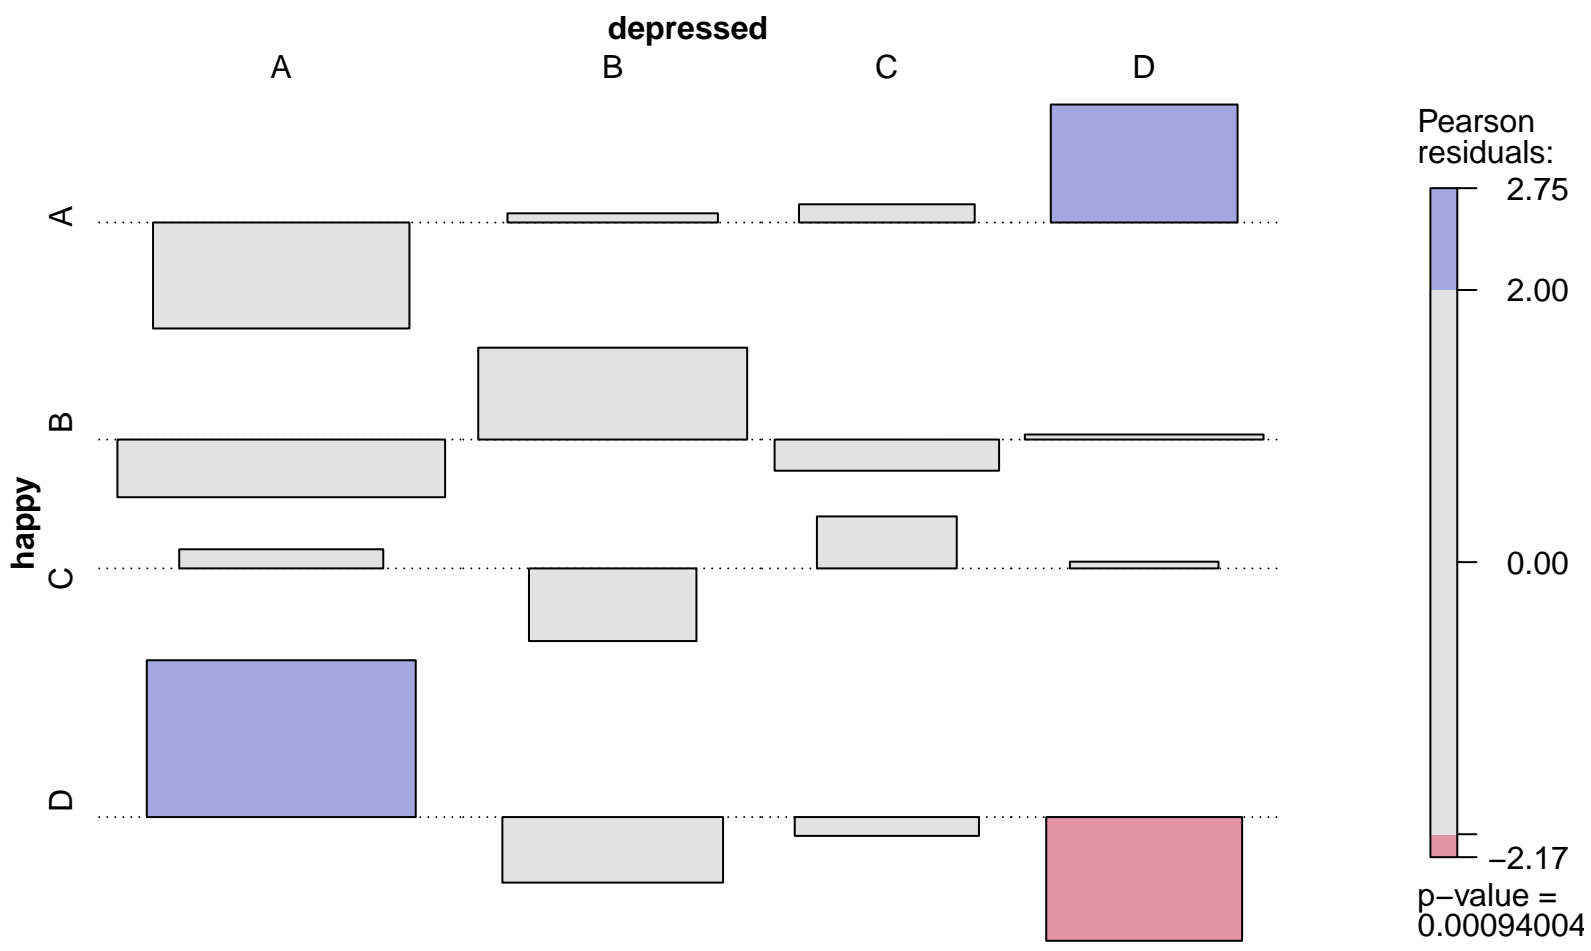 depressed
A B C D
A
B
C
D
happy
Pearson
residuals:
2.75
2.00
0.00
−2.17
p−value =
0.00094004